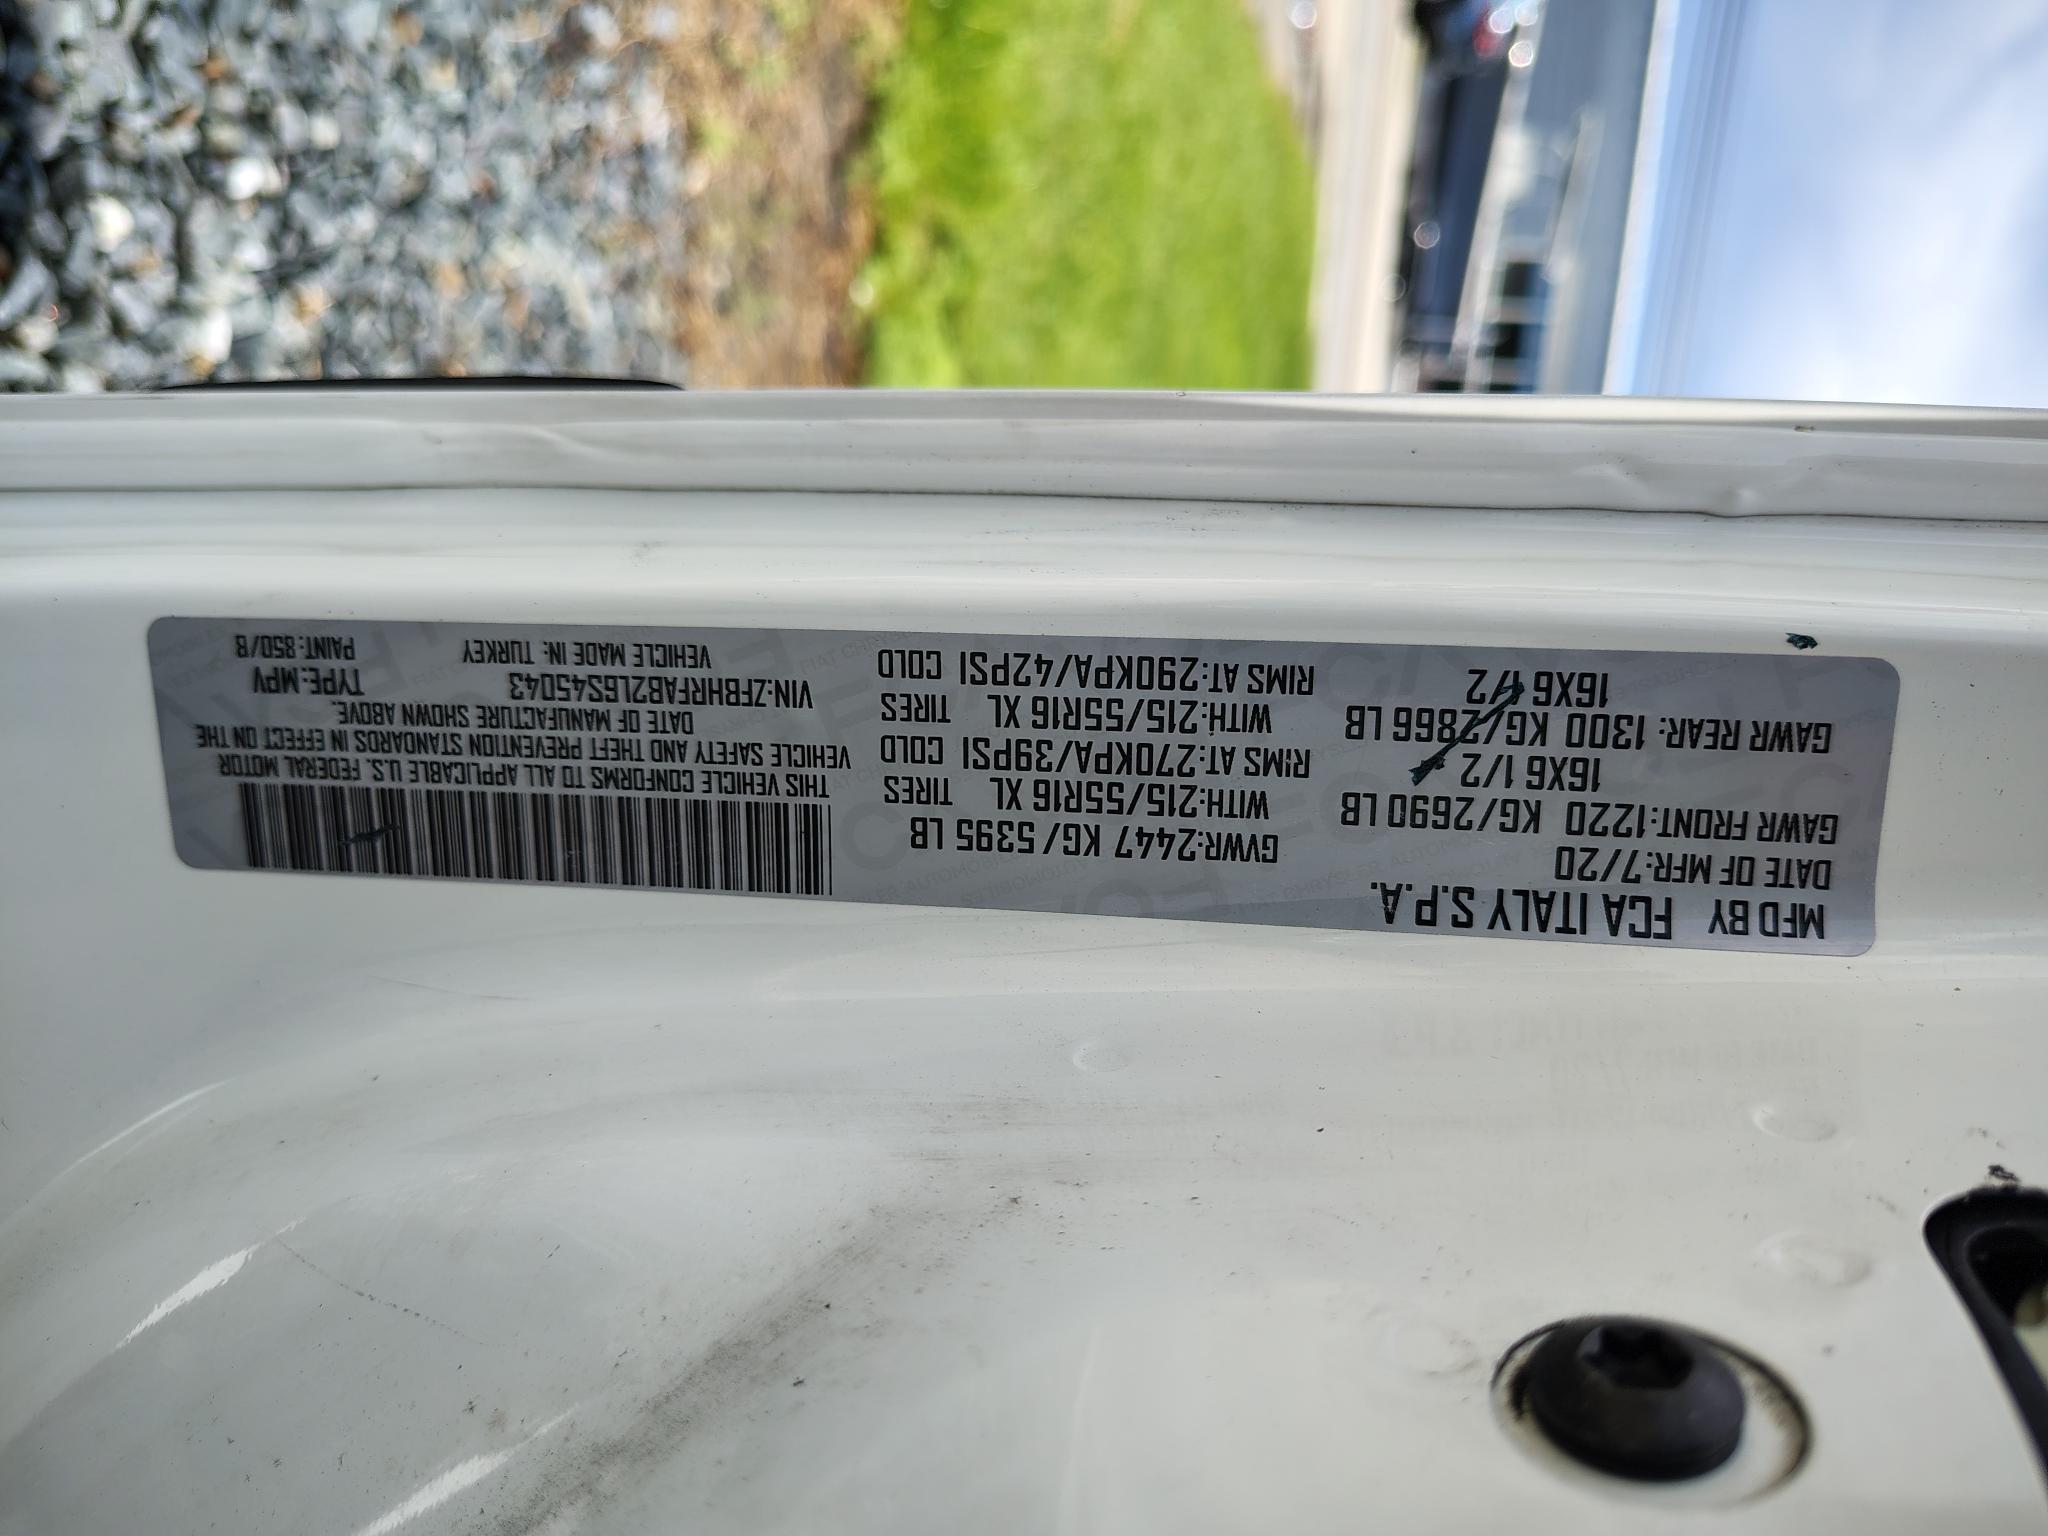 MFD BY FCA ITALY S.P.A.
DATE OF MFR:7/20
GAWR FRONT:1220 KG/2690 LB
16X6 1/2
GAWR REAR: 1300 KG/2866 LB
16X6 1/2
GVWR:2447 KG/5395 LB
WITH:215/55R16 XL TIRES
RIMS AT:270KPA/39PSI COLD
WITH:215/55R16 XL TIRES
RIMS AT:290KPA/42PSI COLD
THIS VEHICLE CONFORMS TO ALL APPLICABLE U.S. FEDERAL MOTOR
VEHICLE SAFETY AND THEFT PREVENTION STANDARDS IN EFFECT ON THE
DATE OF MANUFACTURE SHOWN ABOVE.
VIN:ZFBHRFAB2L6S45043 TYPE:MPV
VEHICLE MADE IN: TURKEY PAINT:850/B